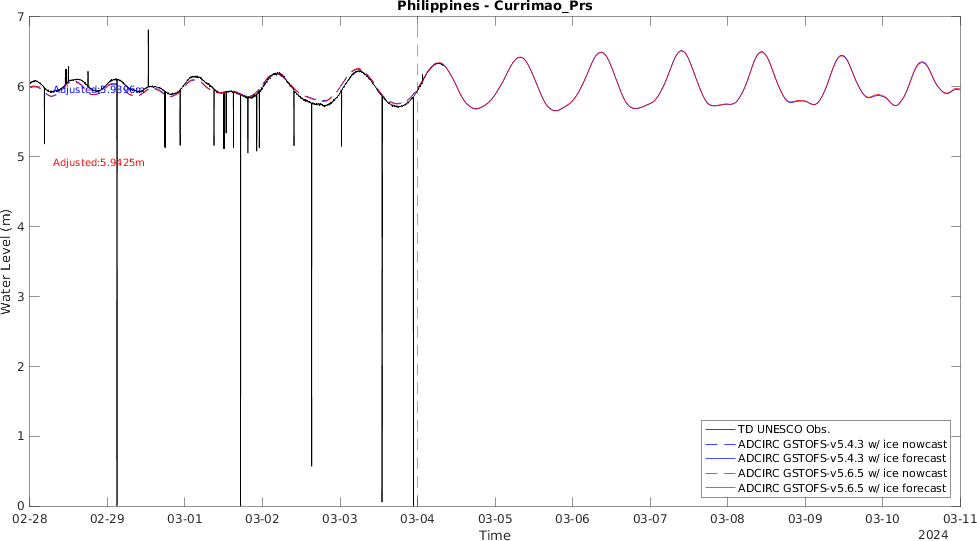 Philippines - Currimao_Prs
7
6
5
4
3
2
1
0
Water Level (m)
Adjusted:5.9396m
Adjusted:5.9425m
TD UNESCO Obs.
ADCIRC GSTOFS-v5.4.3 w/ ice nowcast
ADCIRC GSTOFS-v5.4.3 w/ ice forecast
ADCIRC GSTOFS-v5.6.5 w/ ice nowcast
ADCIRC GSTOFS-v5.6.5 w/ ice forecast
02-28 02-29 03-01 03-02 03-03 03-04 03-05 03-06 03-07 03-08 03-09 03-10 03-11
Time
2024